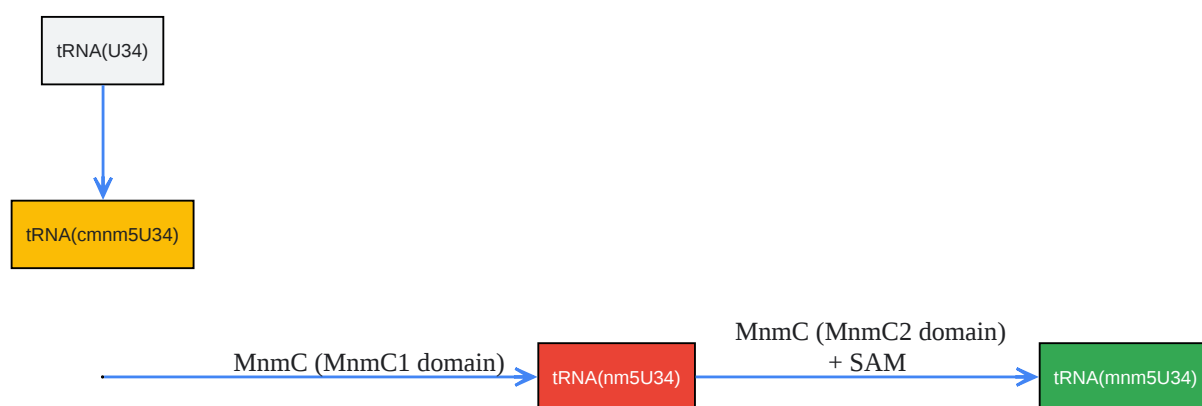 tRNA(U34)
tRNA(cmnm5U34)
MnmC (MnmC1 domain)
tRNA(nm5U34)
MnmC (MnmC2 domain)
+ SAM
tRNA(mnm5U34)